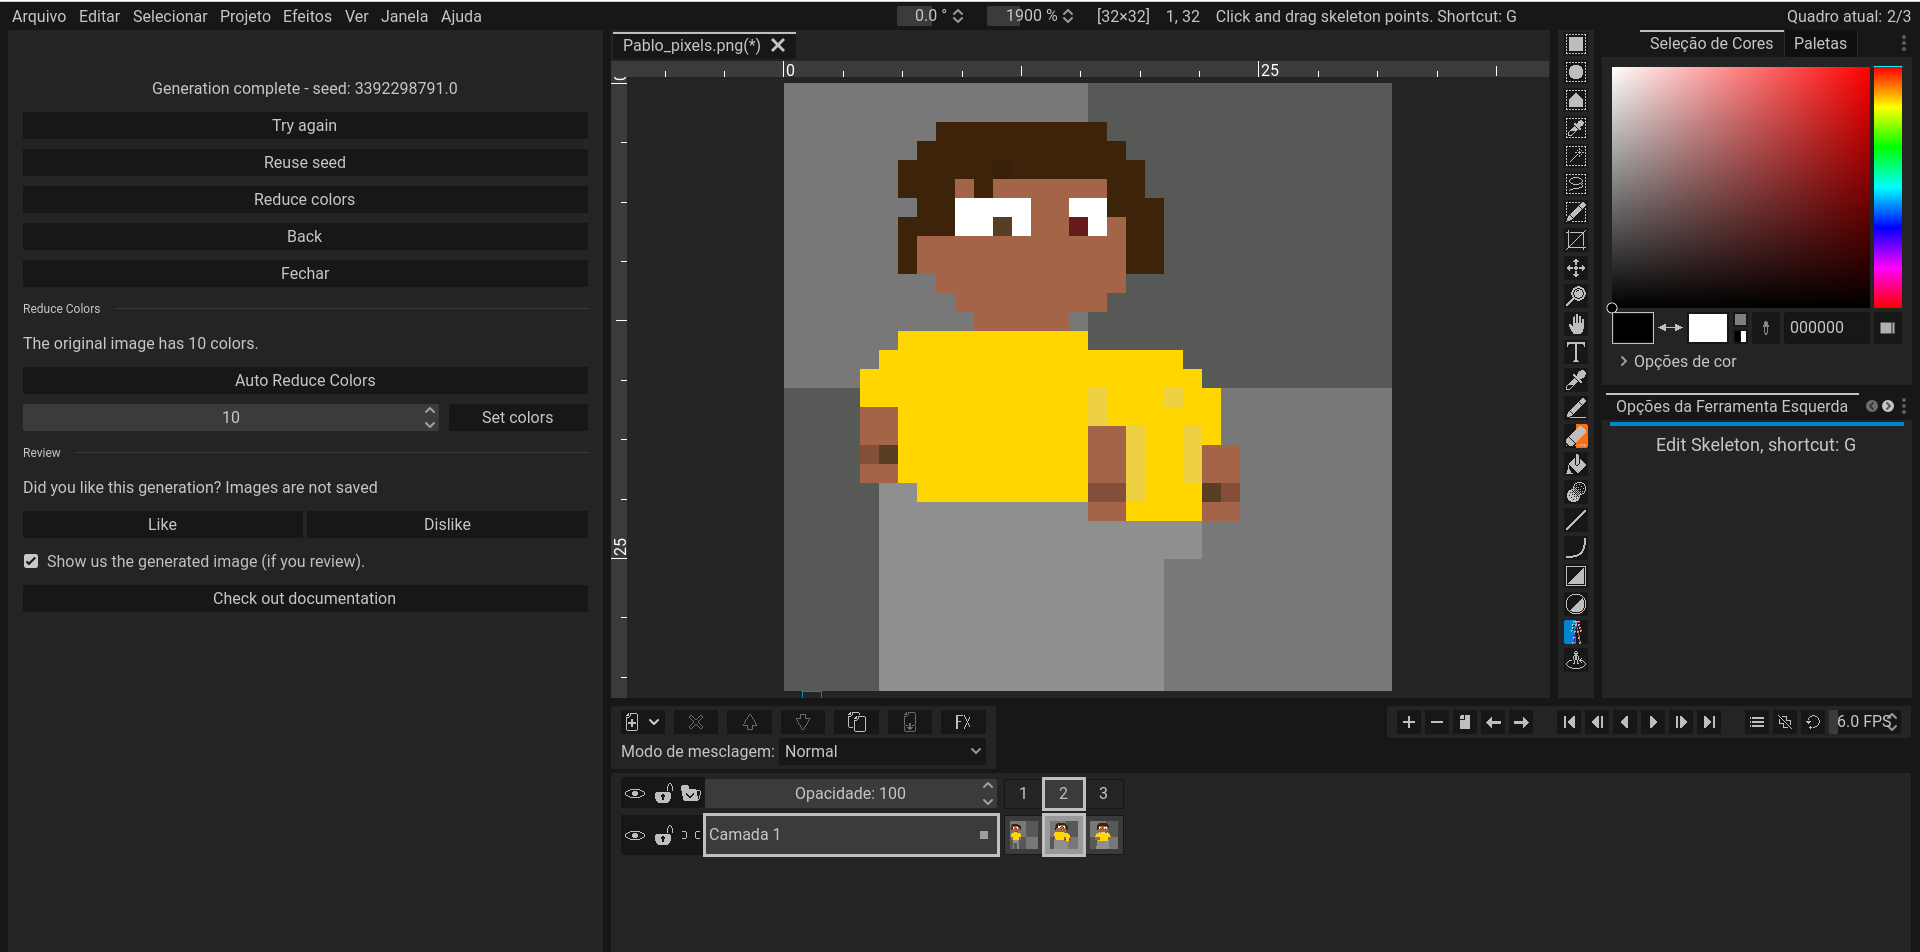 Arquivo Editar Selecionar Projeto Efeitos Ver Janela Ajuda
0.0 ° 1900 % [32×32] 1, 32 Click and drag skeleton points. Shortcut: G
Quadro atual: 2/3
Generation complete - seed: 3392298791.0
Try again
Reuse seed
Reduce colors
Back
Fechar
Reduce Colors
The original image has 10 colors.
Auto Reduce Colors
10 Set colors
Review
Did you like this generation? Images are not saved
Like Dislike
Show us the generated image (if you review).
Check out documentation
Pablo_pixels.png(*)
0 25
0
25
Seleção de Cores Paletas
000000
Opções de cor
Opções da Ferramenta Esquerda
Edit Skeleton, shortcut: G
Fx
6.0 FPS
Modo de mesclagem: Normal
Opacidade: 100 1 2 3
Camada 1